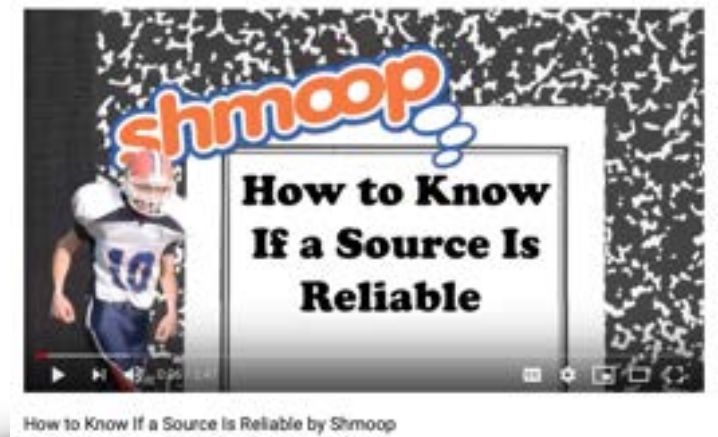 shmoop
How to Know
If a Source Is
Reliable
10
How to Know If a Source Is Reliable by Shmoop